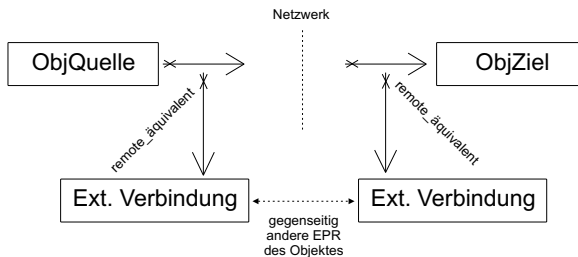 Netzwerk
ObjQuelle
ObjZiel
remote_äquivalent
remote_äquivalent
Ext. Verbindung
Ext. Verbindung
gegenseitig
andere EPR
des Objektes